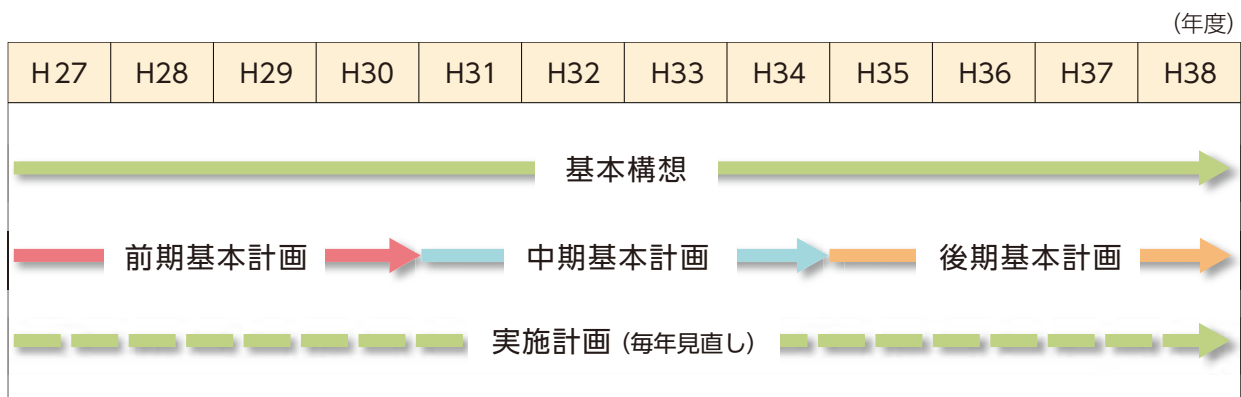 (年度)
H27 H28 H29 H30 H31 H32 H33 H34 H35 H36 H37 H38
基本構想
前期基本計画 中期基本計画 後期基本計画
実施計画(毎年見直し)